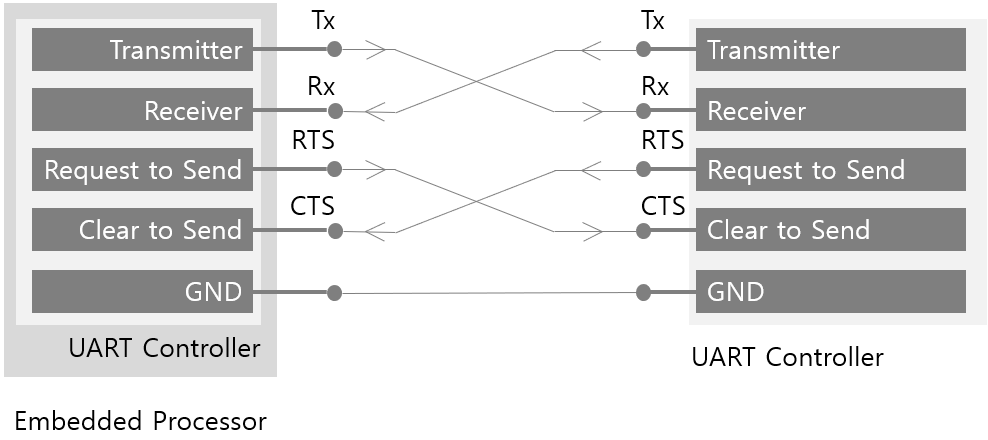 Tx Tx
Transmitter Transmitter
Rx Rx
Receiver Receiver
RTS RTS
Request to Send Request to Send
CTS CTS
Clear to Send Clear to Send
GND GND
UART Controller UART Controller
Embedded Processor